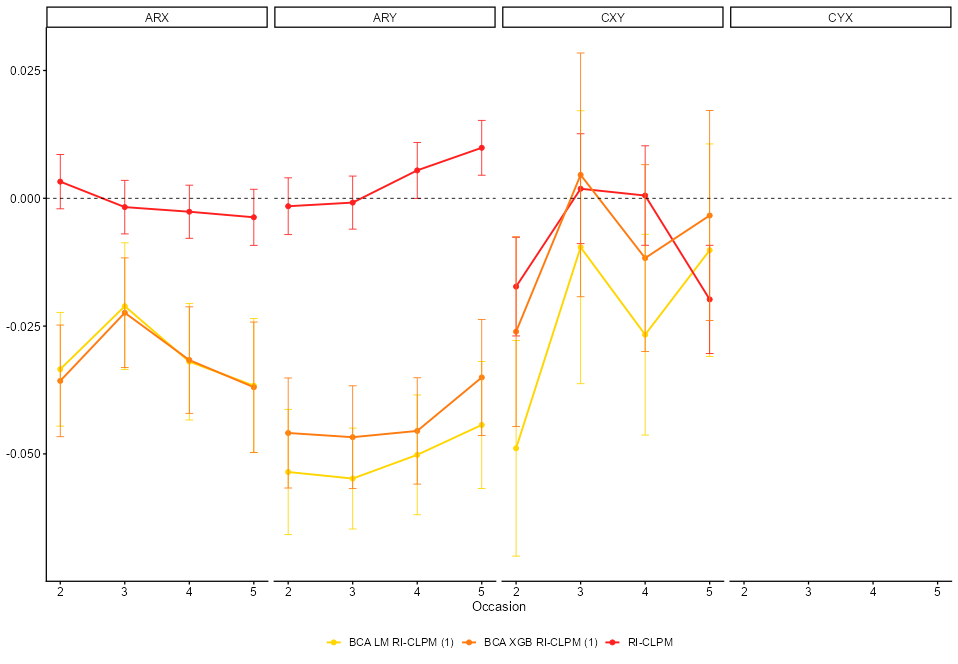 ARX ARY CXY CYX
0.025
0.000
-0.025
-0.050
2 3 4 5 2 3 4 5 2 3 4 5 2 3 4 5
Occasion
BCA LM RI-CLPM (1) BCA XGB RI-CLPM (1) RI-CLPM